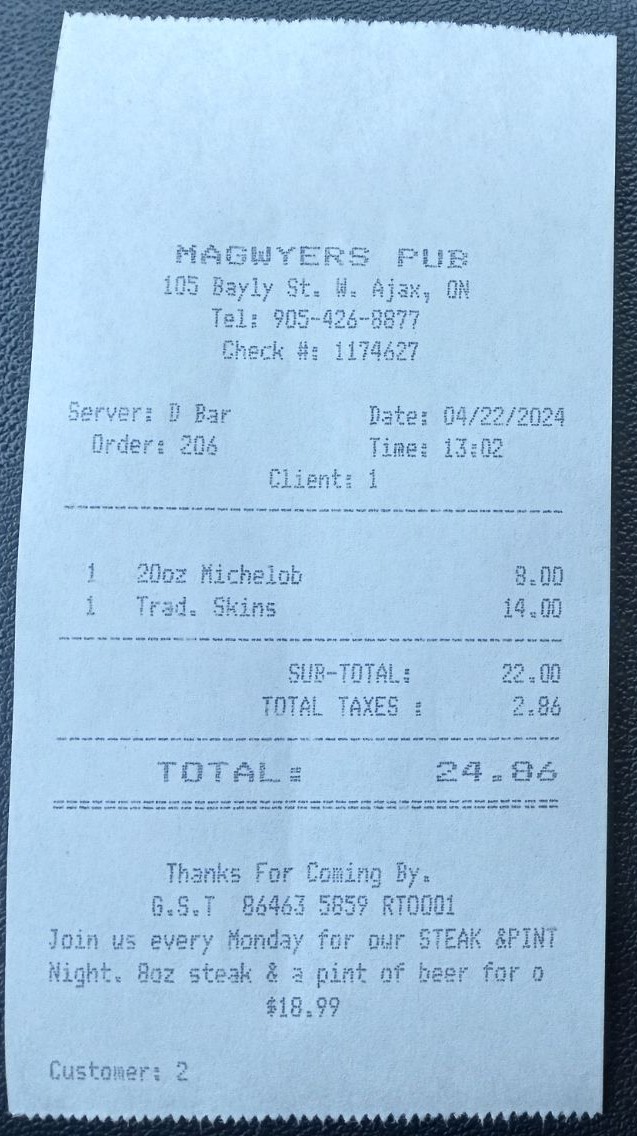 MAGWYERS PUB
105 Bayly St. W. Ajax, ON
Tel: 905-426-8877
Check #: 1174627
Server: D Bar Date: 04/22/2024
Order: 206 Time: 13:02
Client: 1
1 20oz Michelob 8.00
1 Trad. Skins 14.00
SUB-TOTAL: 22.00
TOTAL TAXES : 2.86
TOTAL: 24.86
Thanks For Coming By.
G.S.T 86463 5859 RT0001
Join us every Monday for our STEAK &PINT
Night. 8oz steak & a pint of beer for o
$18.99
Customer: 2